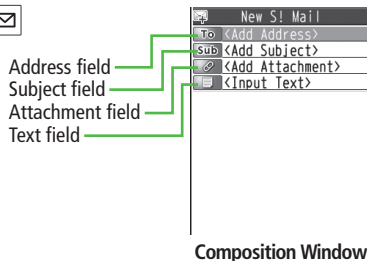 New S! Mail
To <Add Address>
Sub <Add Subject>
<Add Attachment>
<Input Text>
Address field
Subject field
Attachment field
Text field
Composition Window